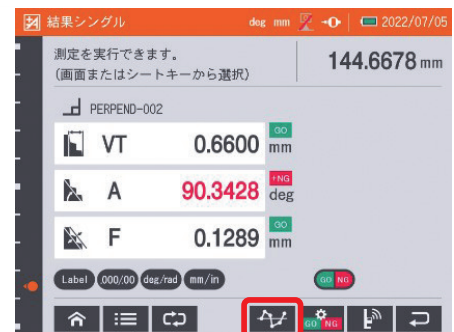 結果シングル deg mm 2022/07/05
測定を実行できます。
(画面またはシートキーから選択)
144.6678 mm
PERPEND-002
VT 0.6600 GO mm
A 90.3428 +NG deg
F 0.1289 GO mm
Label .000/.00 deg/rad mm/in GO NG
GO NG